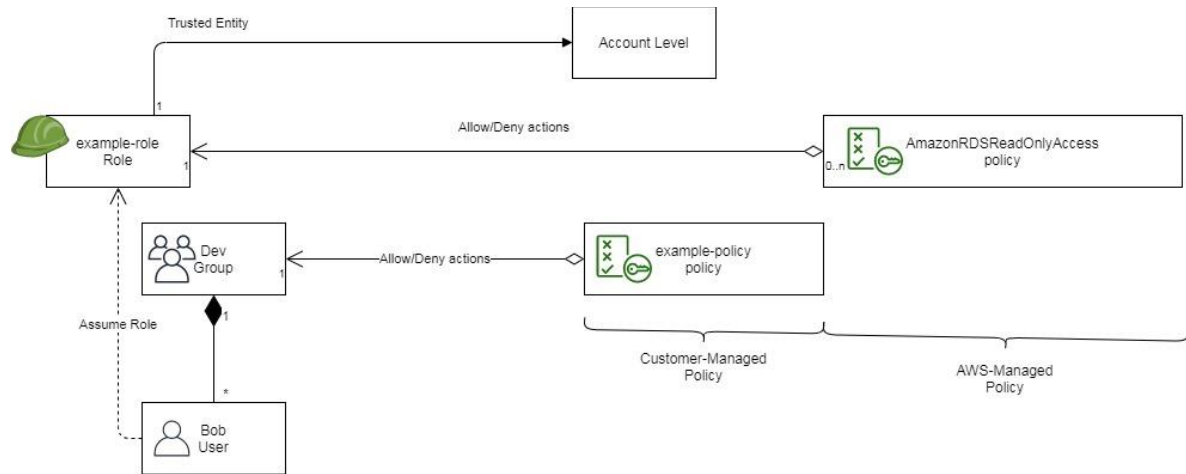 Trusted Entity
Account Level
1
example-role
Role
1
Allow/Deny actions
0..n
AmazonRDSReadOnlyAccess
policy
Dev
Group
1
Allow/Deny actions
example-policy
policy
1
Assume Role
Customer-Managed
Policy
AWS-Managed
Policy
*
Bob
User